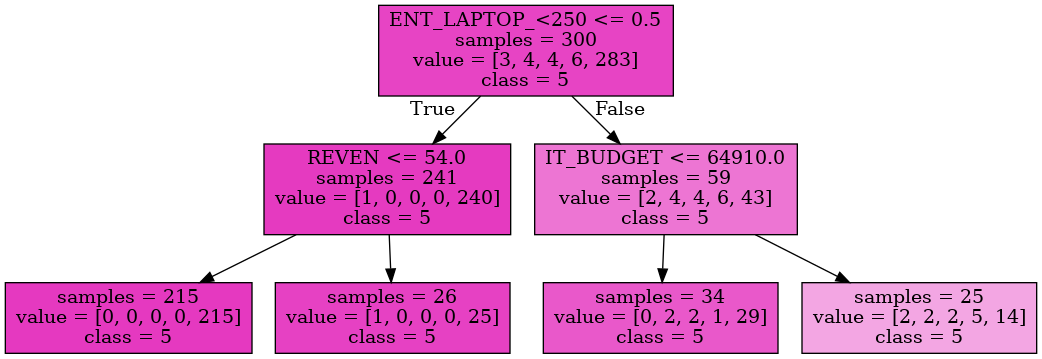 ENT_LAPTOP_<250 <= 0.5
samples = 300
value = [3, 4, 4, 6, 283]
class = 5
True
False
REVEN <= 54.0
samples = 241
value = [1, 0, 0, 0, 240]
class = 5
IT_BUDGET <= 64910.0
samples = 59
value = [2, 4, 4, 6, 43]
class = 5
samples = 215
value = [0, 0, 0, 0, 215]
class = 5
samples = 26
value = [1, 0, 0, 0, 25]
class = 5
samples = 34
value = [0, 2, 2, 1, 29]
class = 5
samples = 25
value = [2, 2, 2, 5, 14]
class = 5